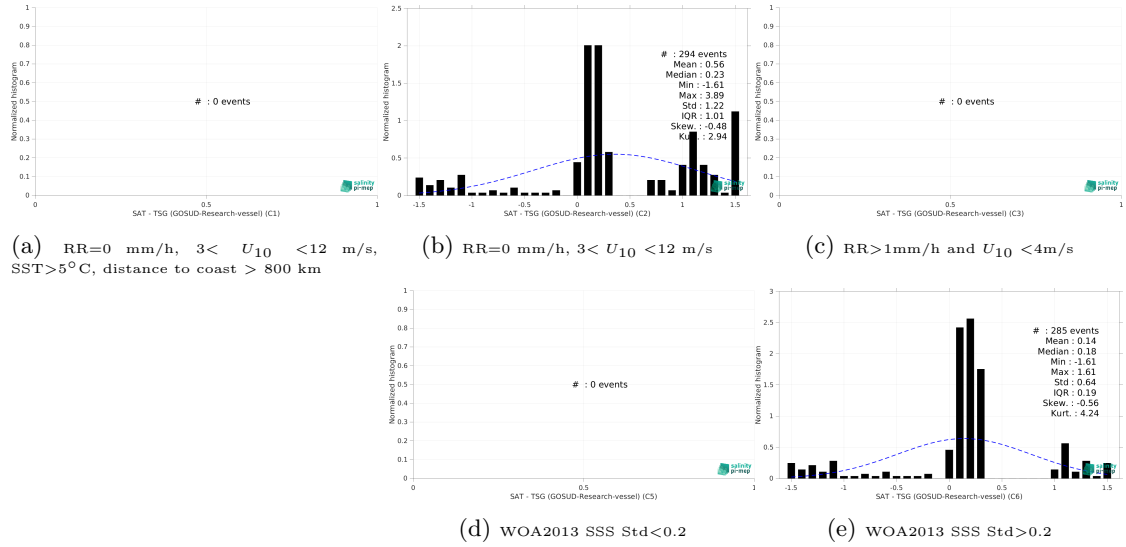 1
0.9
0.8
0.7
0.6
0.5
0.4
0.3
0.2
0.1
0
Normalized histogram
# : 0 events
salinity
pi-mep
0 0.5 1
SAT - TSG (GOSUD-Research-vessel) (C1)
(a) RR=0 mm/h, 3< U10 <12 m/s,
SST>5°C, distance to coast > 800 km
2.5
2
1.5
1
0.5
0
Normalized histogram
# : 294 events
Mean : 0.56
Median : 0.23
Min : -1.61
Max : 3.89
Std : 1.22
IQR : 1.01
Skew. : -0.48
Kurt. : 2.94
salinity
pi-mep
-1.5 -1 -0.5 0 0.5 1 1.5
SAT - TSG (GOSUD-Research-vessel) (C2)
(b) RR=0 mm/h, 3< U10 <12 m/s
1
0.9
0.8
0.7
0.6
0.5
0.4
0.3
0.2
0.1
0
Normalized histogram
# : 0 events
salinity
pi-mep
0 0.5 1
SAT - TSG (GOSUD-Research-vessel) (C3)
(c) RR>1mm/h and U10 <4m/s
1
0.9
0.8
0.7
0.6
0.5
0.4
0.3
0.2
0.1
0
Normalized histogram
# : 0 events
salinity
pi-mep
0 0.5 1
SAT - TSG (GOSUD-Research-vessel) (C5)
(d) WOA2013 SSS Std<0.2
3
2.5
2
1.5
1
0.5
0
Normalized histogram
# : 285 events
Mean : 0.14
Median : 0.18
Min : -1.61
Max : 1.61
Std : 0.64
IQR : 0.19
Skew. : -0.56
Kurt. : 4.24
salinity
pi-mep
-1.5 -1 -0.5 0 0.5 1 1.5
SAT - TSG (GOSUD-Research-vessel) (C6)
(e) WOA2013 SSS Std>0.2